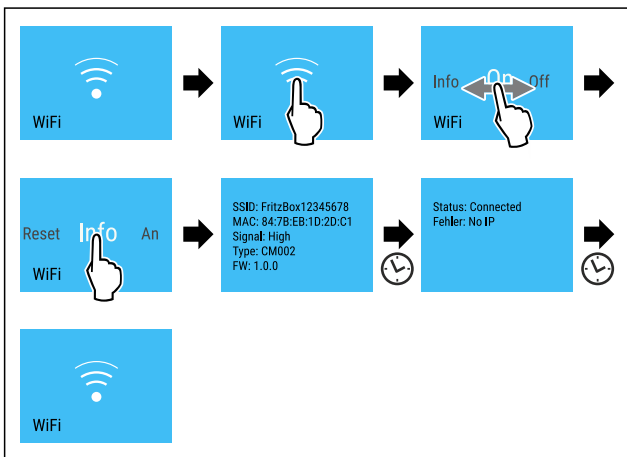 WiFi
WiFi
Info On Off
WiFi
Reset Info An
WiFi
SSID: FritzBox12345678
MAC: 84:7B:EB:1D:2D:C1
Signal: High
Type: CM002
FW: 1.0.0
Status: Connected
Fehler: No IP
WiFi